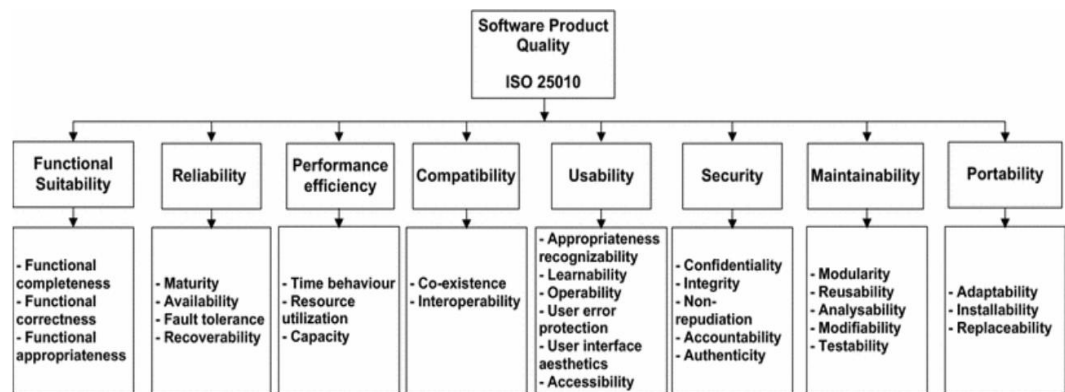 Software Product
Quality
ISO 25010
Functional
Suitability
Reliability
Performance
efficiency
Compatibility
Usability
Security
Maintainability
Portability
- Functional
completeness
- Functional
correctness
- Functional
appropriateness
- Maturity
- Availability
- Fault tolerance
- Recoverability
- Time behaviour
- Resource
utilization
- Capacity
- Co-existence
- Interoperability
- Appropriateness
recognizability
- Learnability
- Operability
- User error
protection
- User interface
aesthetics
- Accessibility
- Confidentiality
- Integrity
- Non-
repudiation
- Accountability
- Authenticity
- Modularity
- Reusability
- Analysability
- Modifiability
- Testability
- Adaptability
- Installability
- Replaceability